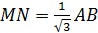 MN = 1/√3 AB